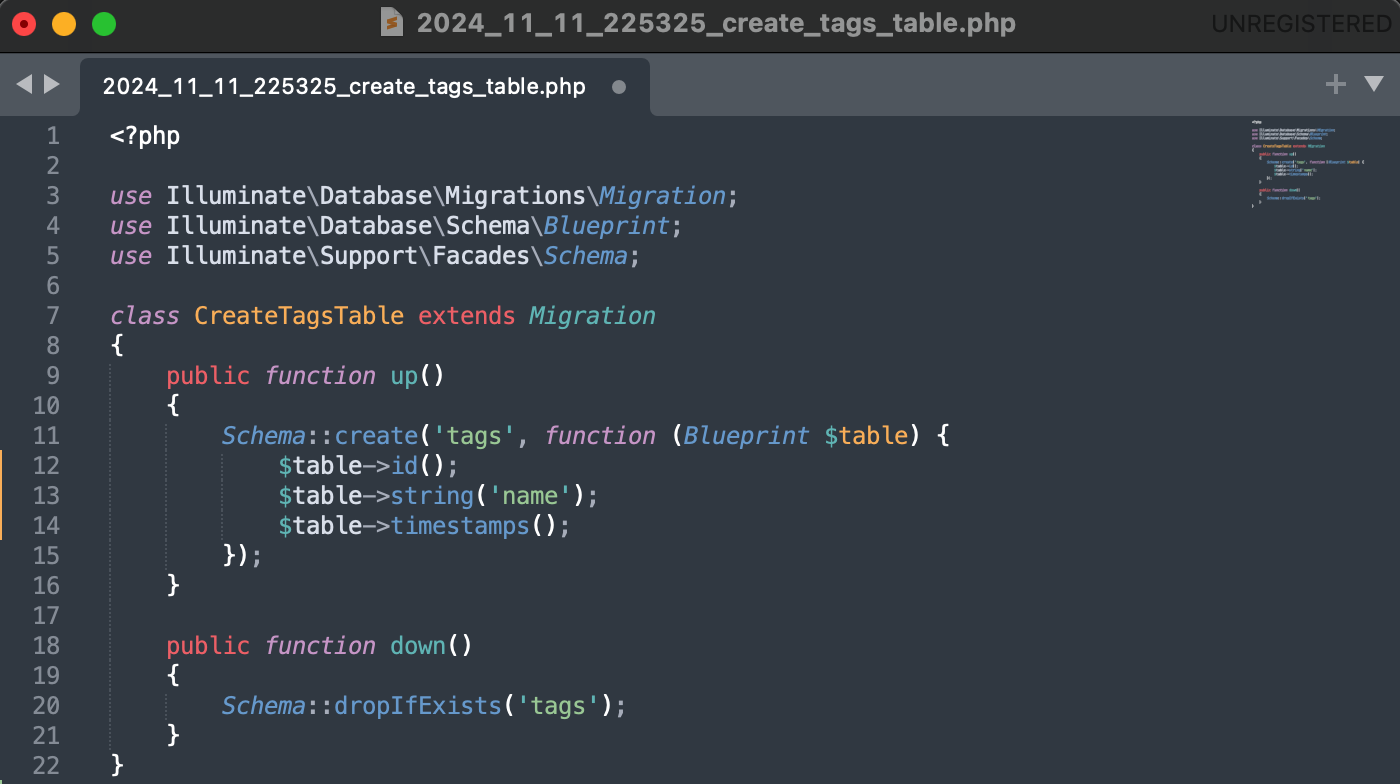 2024_11_11_225325_create_tags_table.php
UNREGISTERED
2024_11_11_225325_create_tags_table.php
1 <?php
2
3 use Illuminate\Database\Migrations\Migration;
4 use Illuminate\Database\Schema\Blueprint;
5 use Illuminate\Support\Facades\Schema;
6
7 class CreateTagsTable extends Migration
8 {
9     public function up()
10     {
11         Schema::create('tags', function (Blueprint $table) {
12             $table->id();
13             $table->string('name');
14             $table->timestamps();
15         });
16     }
17
18     public function down()
19     {
20         Schema::dropIfExists('tags');
21     }
22 }